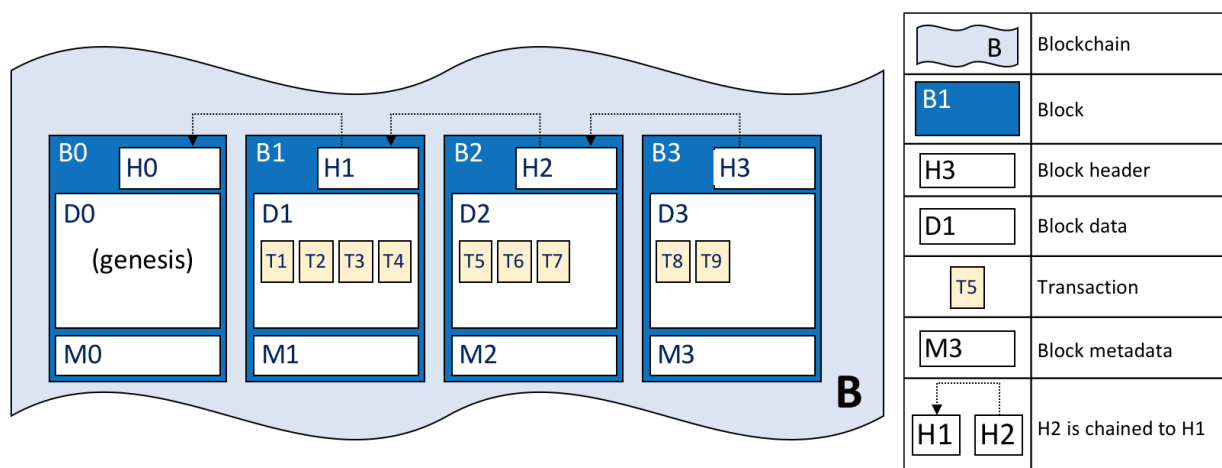 B0
H0
D0
(genesis)
M0
B1
H1
D1
T1 T2 T3 T4
M1
B2
H2
D2
T5 T6 T7
M2
B3
H3
D3
T8 T9
M3
B
B Blockchain
B1 Block
H3 Block header
D1 Block data
T5 Transaction
M3 Block metadata
H1 H2 H2 is chained to H1